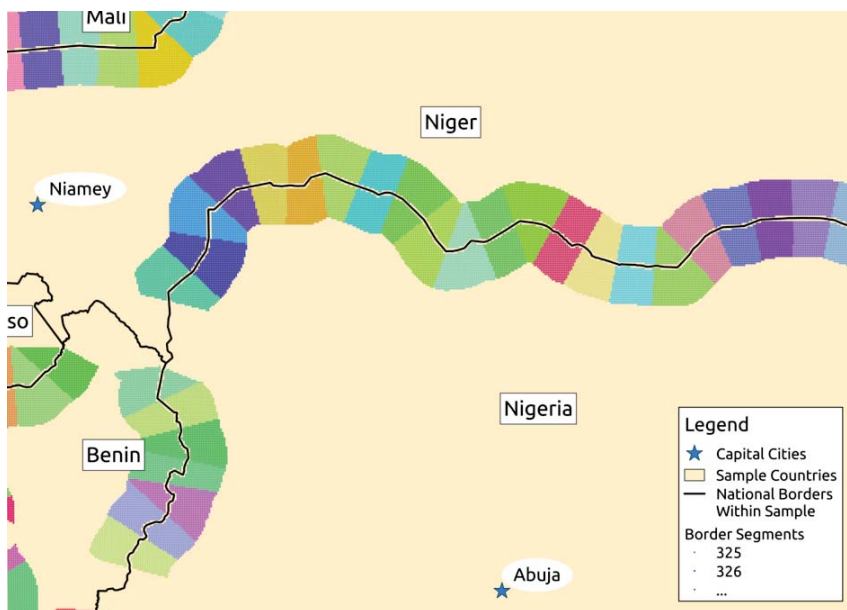 Mali
Niger
Niamey
so
Nigeria
Benin
Abuja
Legend
Capital Cities
Sample Countries
National Borders
Within Sample
Border Segments
325
326
...